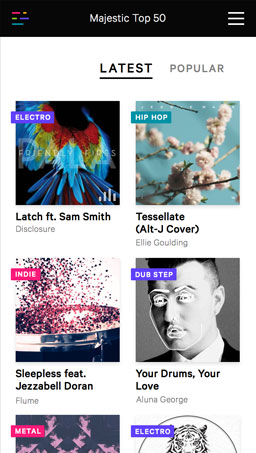 Majestic Top 50
LATEST
POPULAR
ELECTRO
HIP HOP
Latch ft. Sam Smith
Disclosure
Tessellate
(Alt-J Cover)
Ellie Goulding
INDIE
DUB STEP
Sleepless feat.
Jezzabell Doran
Flume
Your Drums, Your
Love
Aluna George
METAL
ELECTRO